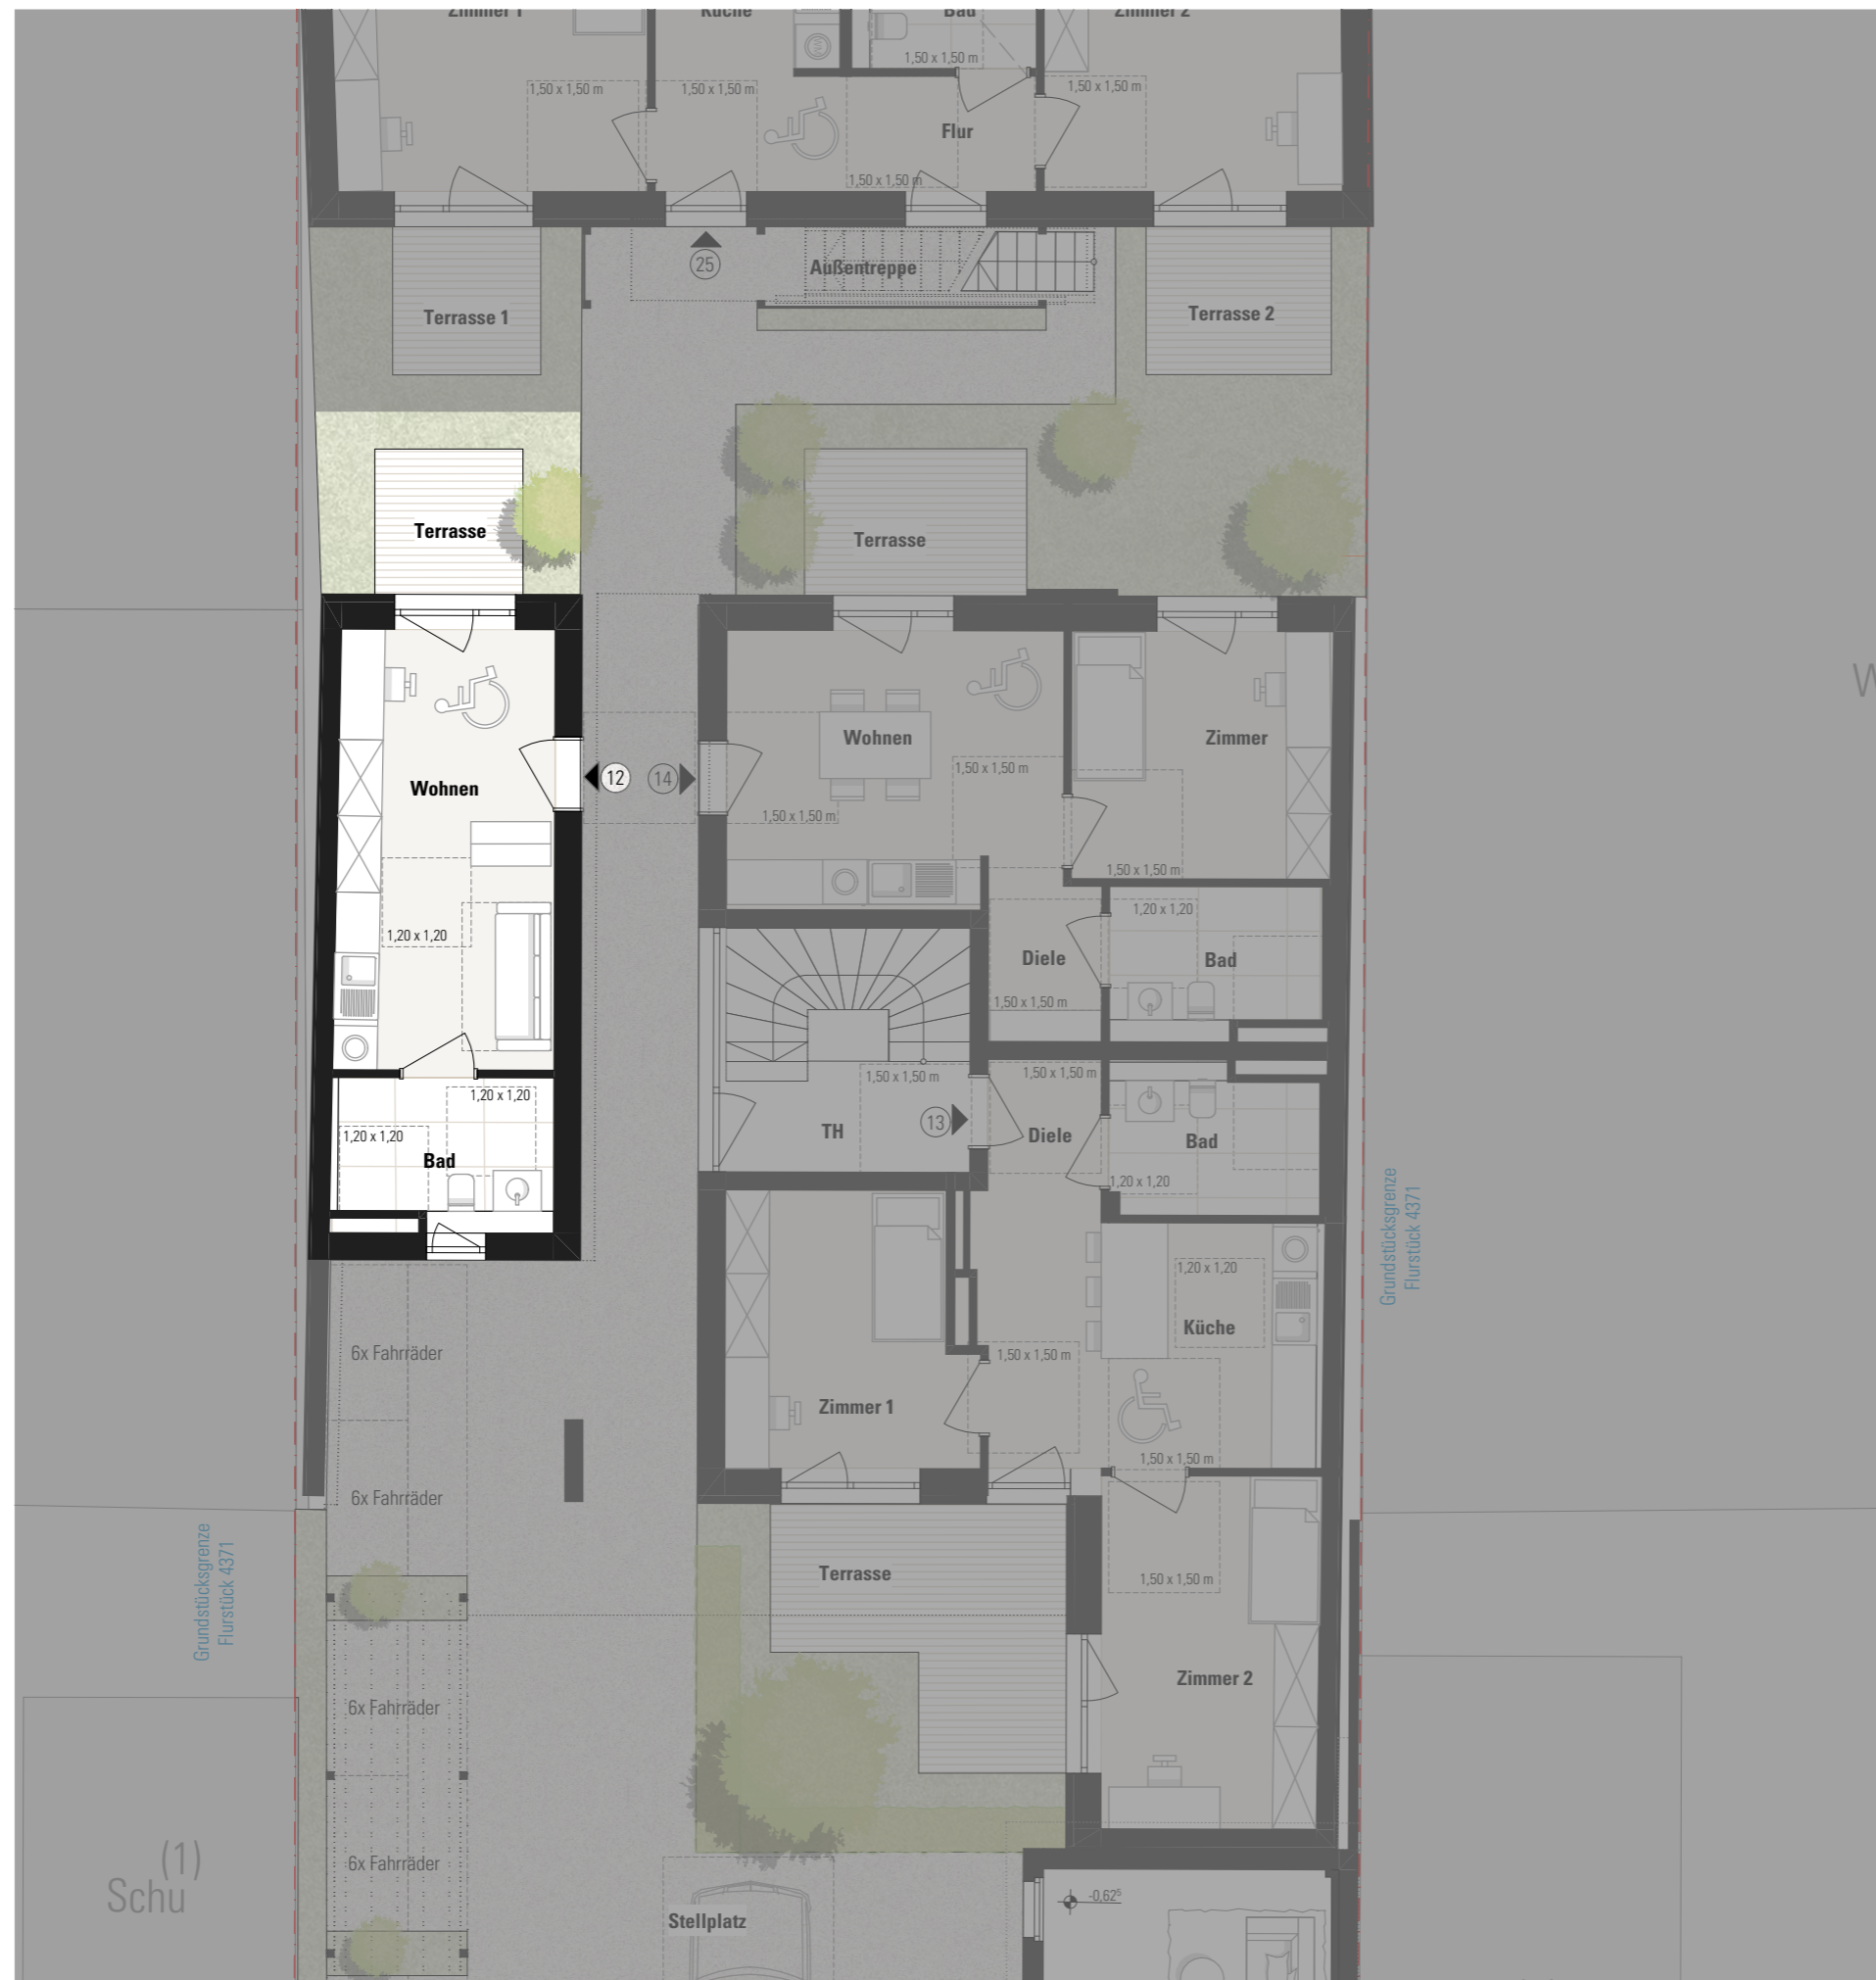 Zimmer 1
Küche
Bad
Zimmer 2
1,50 x 1,50 m
1,50 x 1,50 m
1,50 x 1,50 m
1,50 x 1,50 m
Flur
1,50 x 1,50 m
25
Außentreppe
Terrasse 1
Terrasse 2
Terrasse
Terrasse
W
Wohnen
Zimmer
12
14
Wohnen
1,50 x 1,50 m
1,50 x 1,50 m
1,50 x 1,50 m
1,20 x 1,20
1,20 x 1,20
Diele
Bad
1,50 x 1,50 m
1,50 x 1,50 m
1,50 x 1,50 m
1,20 x 1,20
1,20 x 1,20
Bad
13
TH
Diele
Bad
1,20 x 1,20
Grundstücksgrenze
Flurstück 4371
1,20 x 1,20
Küche
6x Fahrräder
1,50 x 1,50 m
Zimmer 1
1,50 x 1,50 m
6x Fahrräder
Grundstücksgrenze
Flurstück 4371
Terrasse
1,50 x 1,50 m
Zimmer 2
6x Fahrräder
6x Fahrräder
(1)
Schu
-0,62⁵
Stellplatz